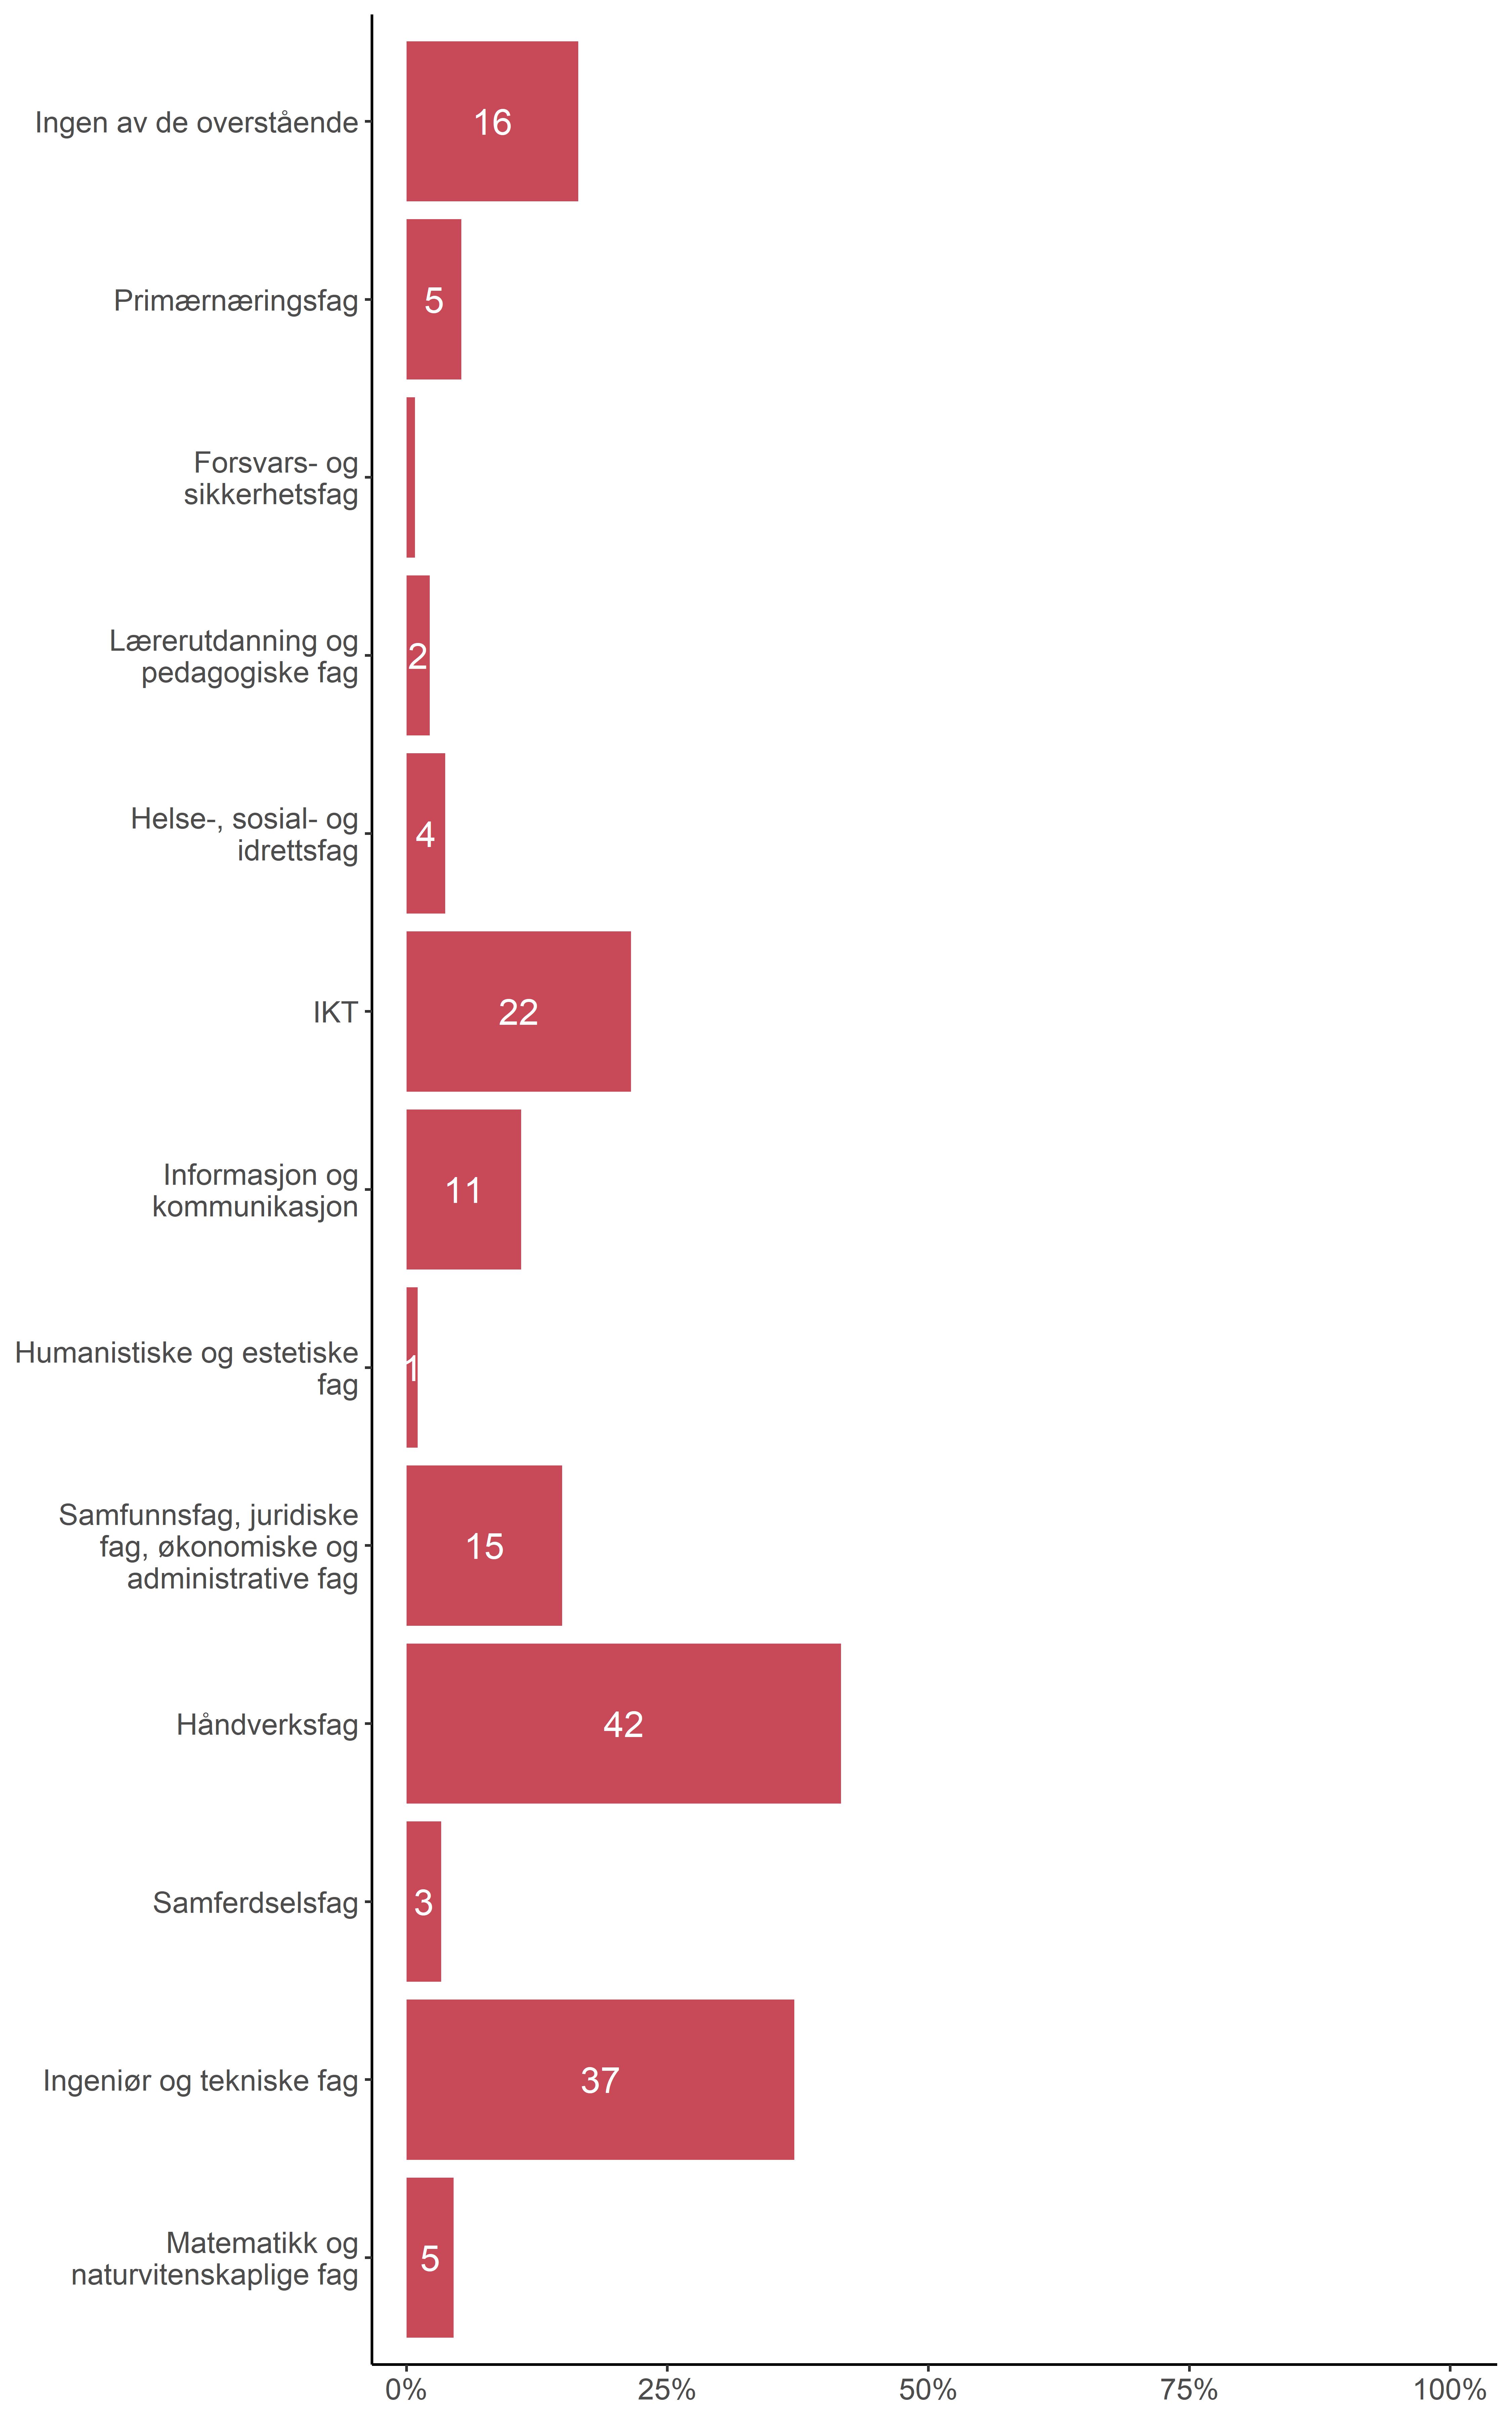 Ingen av de overstående
16
Primærnæringsfag
5
Forsvars- og
sikkerhetsfag
Lærerutdanning og
pedagogiske fag
2
Helse-, sosial- og
idrettsfag
4
IKT
22
Informasjon og
kommunikasjon
11
Humanistiske og estetiske
fag
1
Samfunnsfag, juridiske
fag, økonomiske og
administrative fag
15
Håndverksfag
42
Samferdselsfag
3
Ingeniør og tekniske fag
37
Matematikk og
naturvitenskaplige fag
5
0% 25% 50% 75% 100%